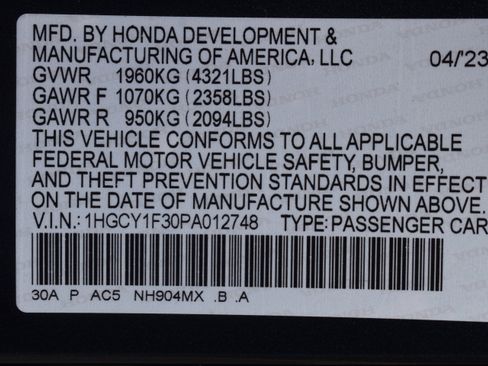 MFD. BY HONDA DEVELOPMENT &
MANUFACTURING OF AMERICA, LLC 04/'23
GVWR 1960KG (4321LBS)
GAWR F 1070KG (2358LBS)
GAWR R 950KG (2094LBS)
THIS VEHICLE CONFORMS TO ALL APPLICABLE
FEDERAL MOTOR VEHICLE SAFETY, BUMPER,
AND THEFT PREVENTION STANDARDS IN EFFECT
ON THE DATE OF MANUFACTURE SHOWN ABOVE.
V.I.N.: 1HGCY1F30PA012748 TYPE: PASSENGER CAR
30A P AC5 NH904MX .B .A